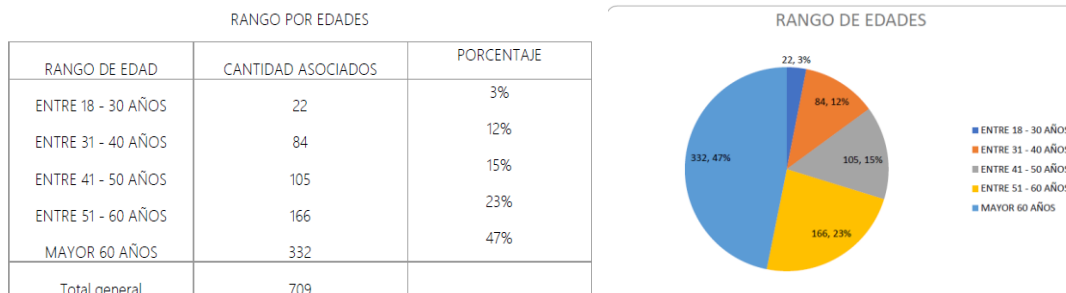 RANGO POR EDADES
RANGO DE EDAD CANTIDAD ASOCIADOS PORCENTAJE
ENTRE 18 - 30 AÑOS 22 3%
ENTRE 31 - 40 AÑOS 84 12%
ENTRE 41 - 50 AÑOS 105 15%
ENTRE 51 - 60 AÑOS 166 23%
MAYOR 60 AÑOS 332 47%
Total general 709
RANGO DE EDADES
22, 3%
84, 12%
105, 15%
166, 23%
332, 47%
ENTRE 18 - 30 AÑOS
ENTRE 31 - 40 AÑOS
ENTRE 41 - 50 AÑOS
ENTRE 51 - 60 AÑOS
MAYOR 60 AÑOS